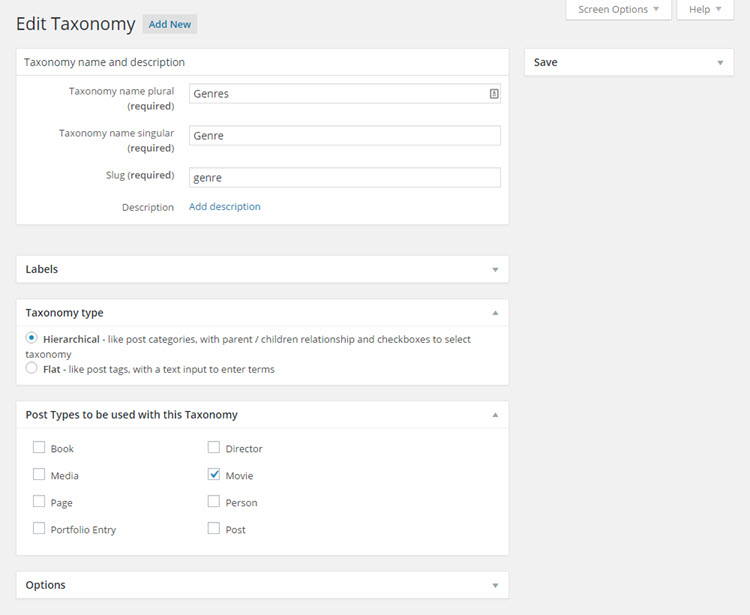 Screen Options Help
Edit Taxonomy Add New
Taxonomy name and description
Save
Taxonomy name plural
(required)
Genres
Taxonomy name singular
(required)
Genre
Slug (required)
genre
Description
Add description
Labels
Taxonomy type
Hierarchical - like post categories, with parent / children relationship and checkboxes to select
taxonomy
Flat - like post tags, with a text input to enter terms
Post Types to be used with this Taxonomy
Book Director
Media Movie
Page Person
Portfolio Entry Post
Options